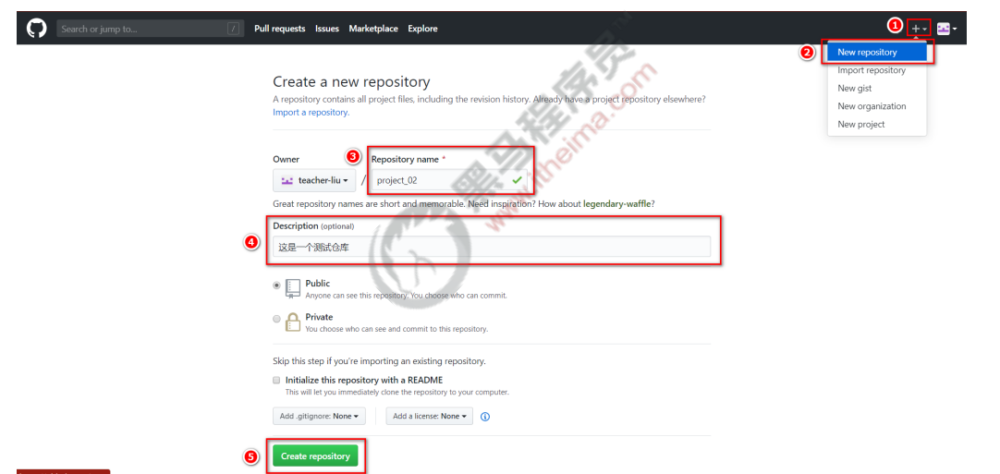 Search or jump to... / Pull requests Issues Marketplace Explore 1
2 New repository
Import repository
New gist
New organization
New project
Create a new repository
A repository contains all project files, including the revision history. Already have a project repository elsewhere?
Import a repository.
Owner 3 Repository name *
teacher-liu / project_02
Great repository names are short and memorable. Need inspiration? How about legendary-waffle?
Description (optional)
4 这是一个测试仓库
Public
Anyone can see this repository. You choose who can commit.
Private
You choose who can see and commit to this repository.
Skip this step if you're importing an existing repository.
Initialize this repository with a README
This will let you immediately clone the repository to your computer.
Add .gitignore: None Add a license: None
5 Create repository
黑马程序员™
www.itheima.com